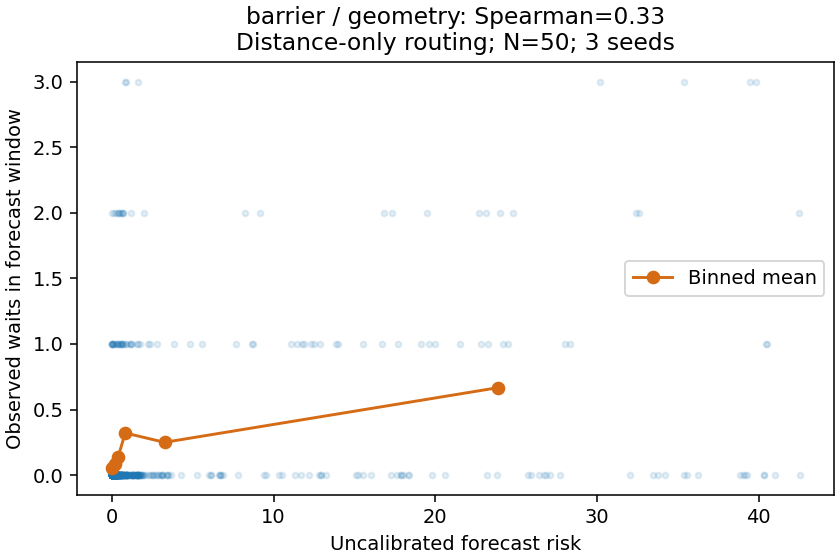 barrier / geometry: Spearman=0.33
Distance-only routing; N=50; 3 seeds
Observed waits in forecast window
3.0
2.5
2.0
1.5
1.0
0.5
0.0
Binned mean
0
10
20
30
40
Uncalibrated forecast risk